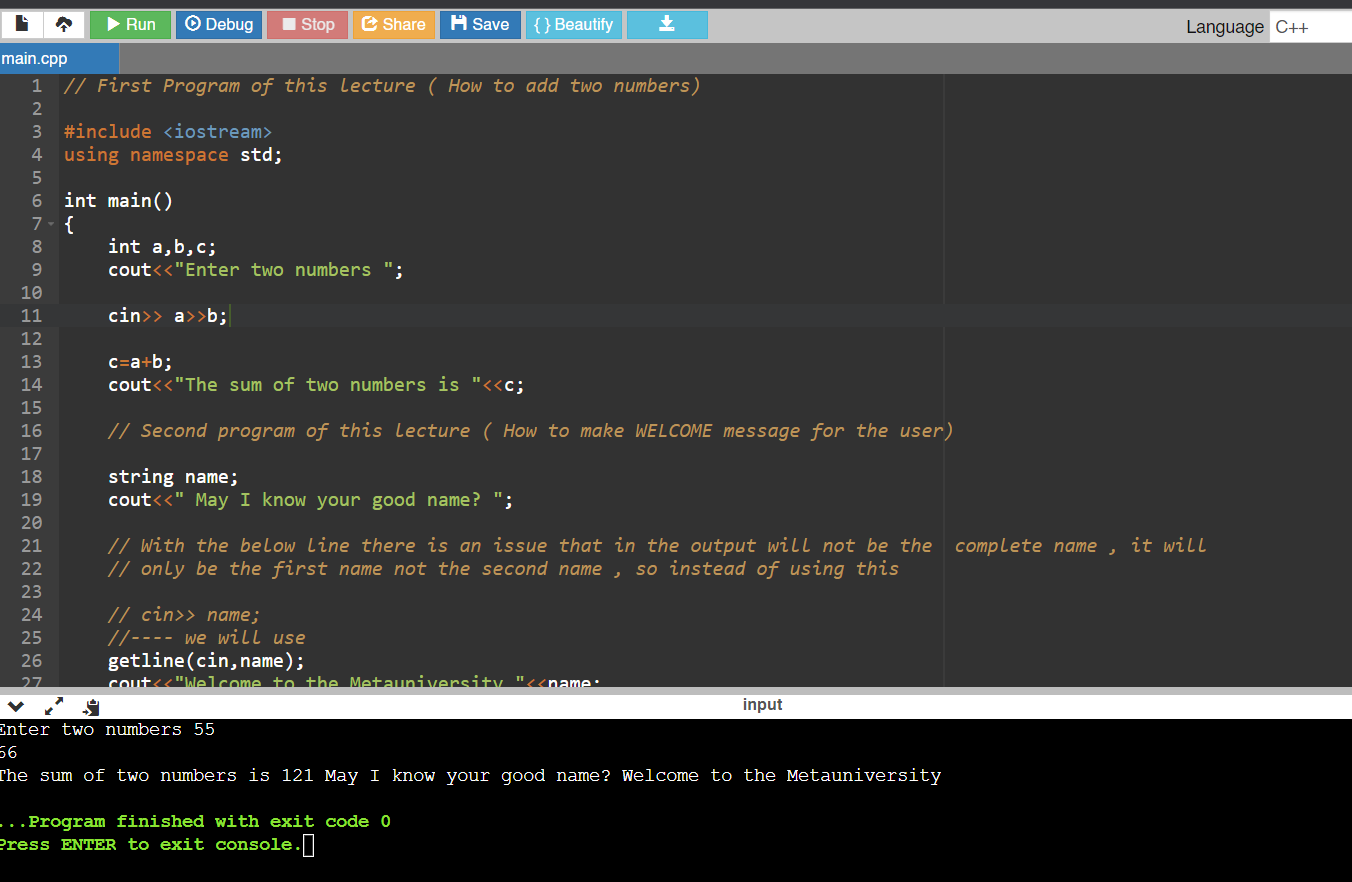 Run Debug Stop Share Save { } Beautify Language C++
main.cpp
1 // First Program of this lecture ( How to add two numbers)
2
3 #include <iostream>
4 using namespace std;
5
6 int main()
7 {
8 int a,b,c;
9 cout<<"Enter two numbers ";
10
11 cin>> a>>b;
12
13 c=a+b;
14 cout<<"The sum of two numbers is "<<c;
15
16 // Second program of this lecture ( How to make WELCOME message for the user)
17
18 string name;
19 cout<<" May I know your good name? ";
20
21 // With the below line there is an issue that in the output will not be the  complete name , it will
22 // only be the first name not the second name , so instead of using this
23
24 // cin>> name;
25 //---- we will use
26 getline(cin,name);
27 cout<<"Welcome to the Metauniversity "<<name;
input
Enter two numbers 55
66
The sum of two numbers is 121 May I know your good name? Welcome to the Metauniversity
...Program finished with exit code 0
Press ENTER to exit console.